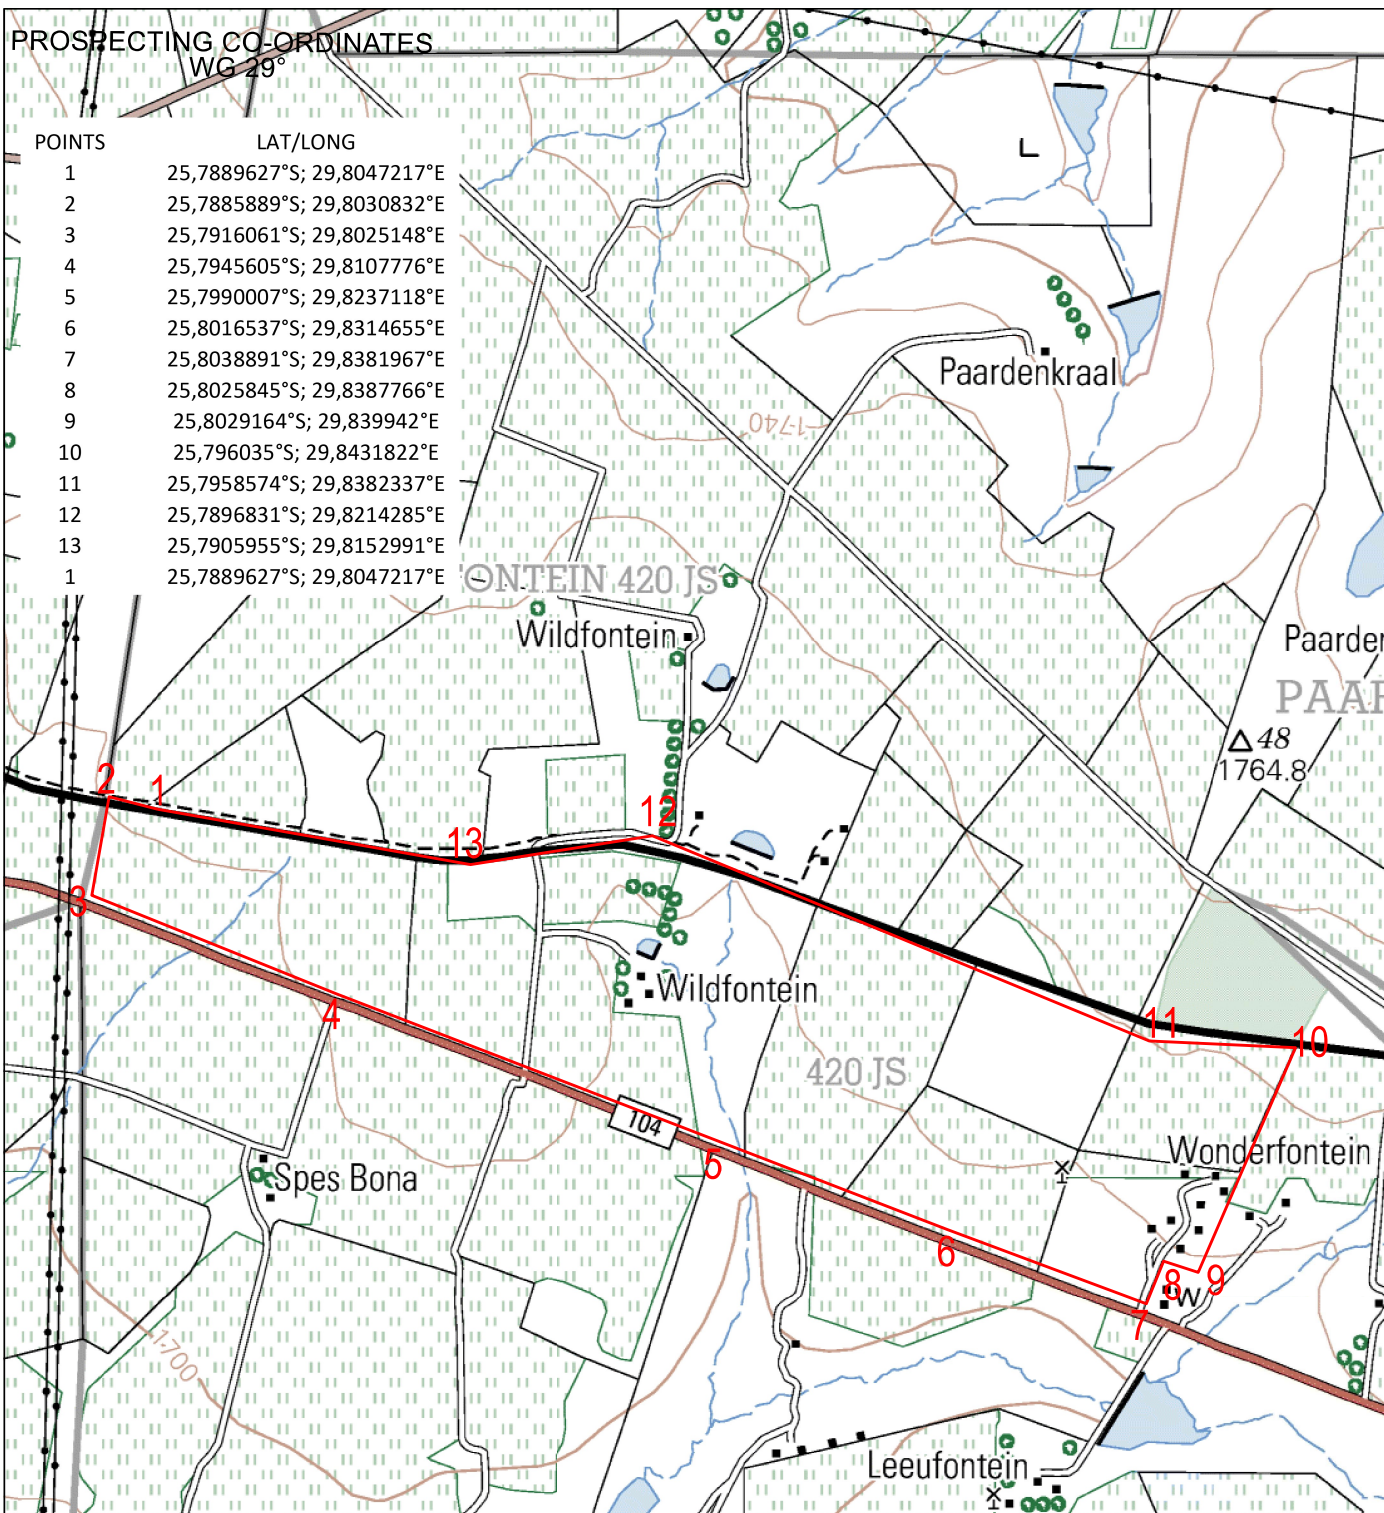 PROSPECTING CO-ORDINATES
WG 29°
POINTS LAT/LONG
1 25,7889627°S; 29,8047217°E
2 25,7885889°S; 29,8030832°E
3 25,7916061°S; 29,8025148°E
4 25,7945605°S; 29,8107776°E
5 25,7990007°S; 29,8237118°E
6 25,8016537°S; 29,8314655°E
7 25,8038891°S; 29,8381967°E
8 25,8025845°S; 29,8387766°E
9 25,8029164°S; 29,839942°E
10 25,796035°S; 29,8431822°E
11 25,7958574°S; 29,8382337°E
12 25,7896831°S; 29,8214285°E
13 25,7905955°S; 29,8152991°E
1 25,7889627°S; 29,8047217°E
Paardenkraal
1740
ONTEIN 420 JS
Wildfontein
Paarder
PAAF
48
1764.8
2
1
12
13
3
Wildfontein
4
11
10
420 JS
104
5
Wonderfontein
Spes Bona
6
8
9
W
7
1700
Leeufontein